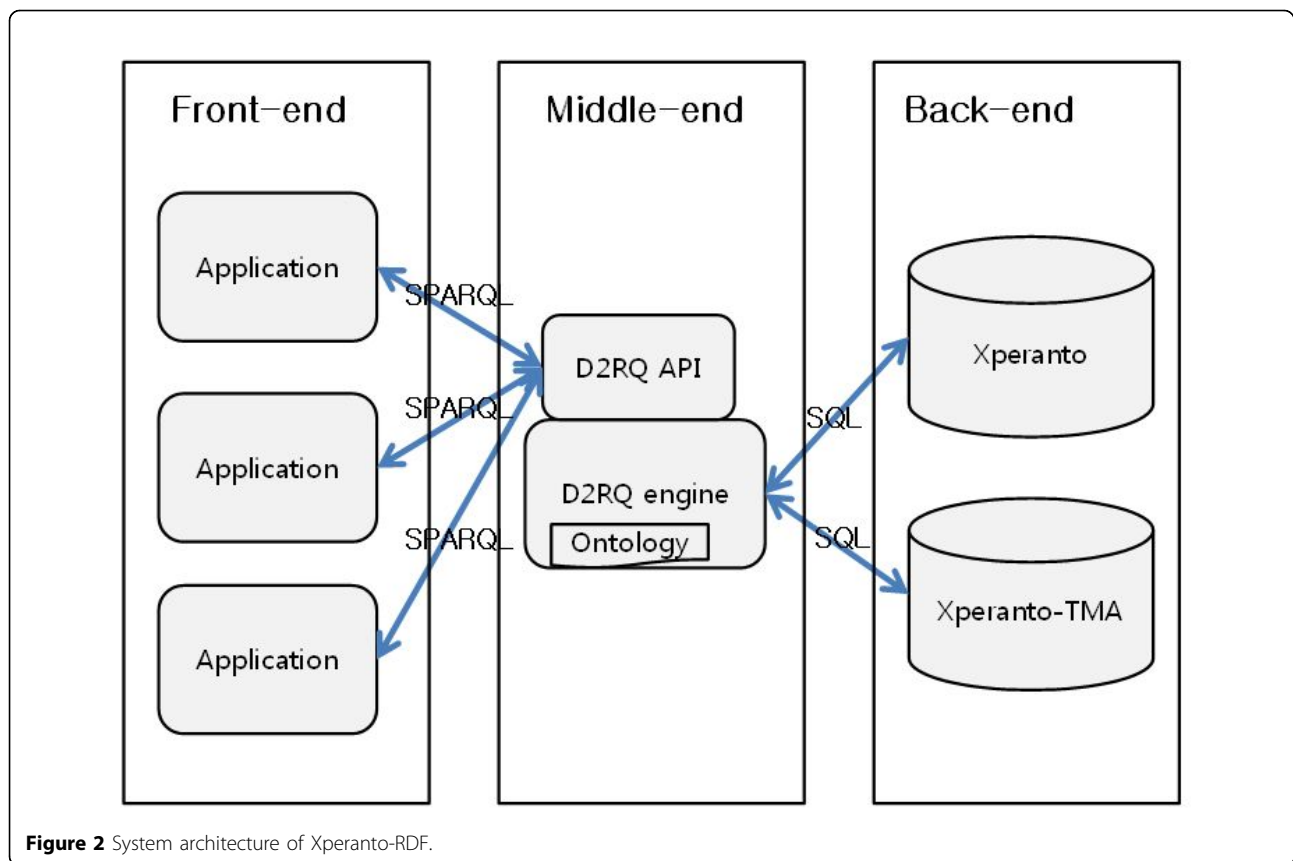 Front-end
Middle-end
Back-end
Application
SPARQL
Application
SPARQL
Application
SPARQL
D2RQ API
D2RQ engine
Ontology
SQL
SQL
Xperanto
Xperanto-TMA
Figure 2 System architecture of Xperanto-RDF.